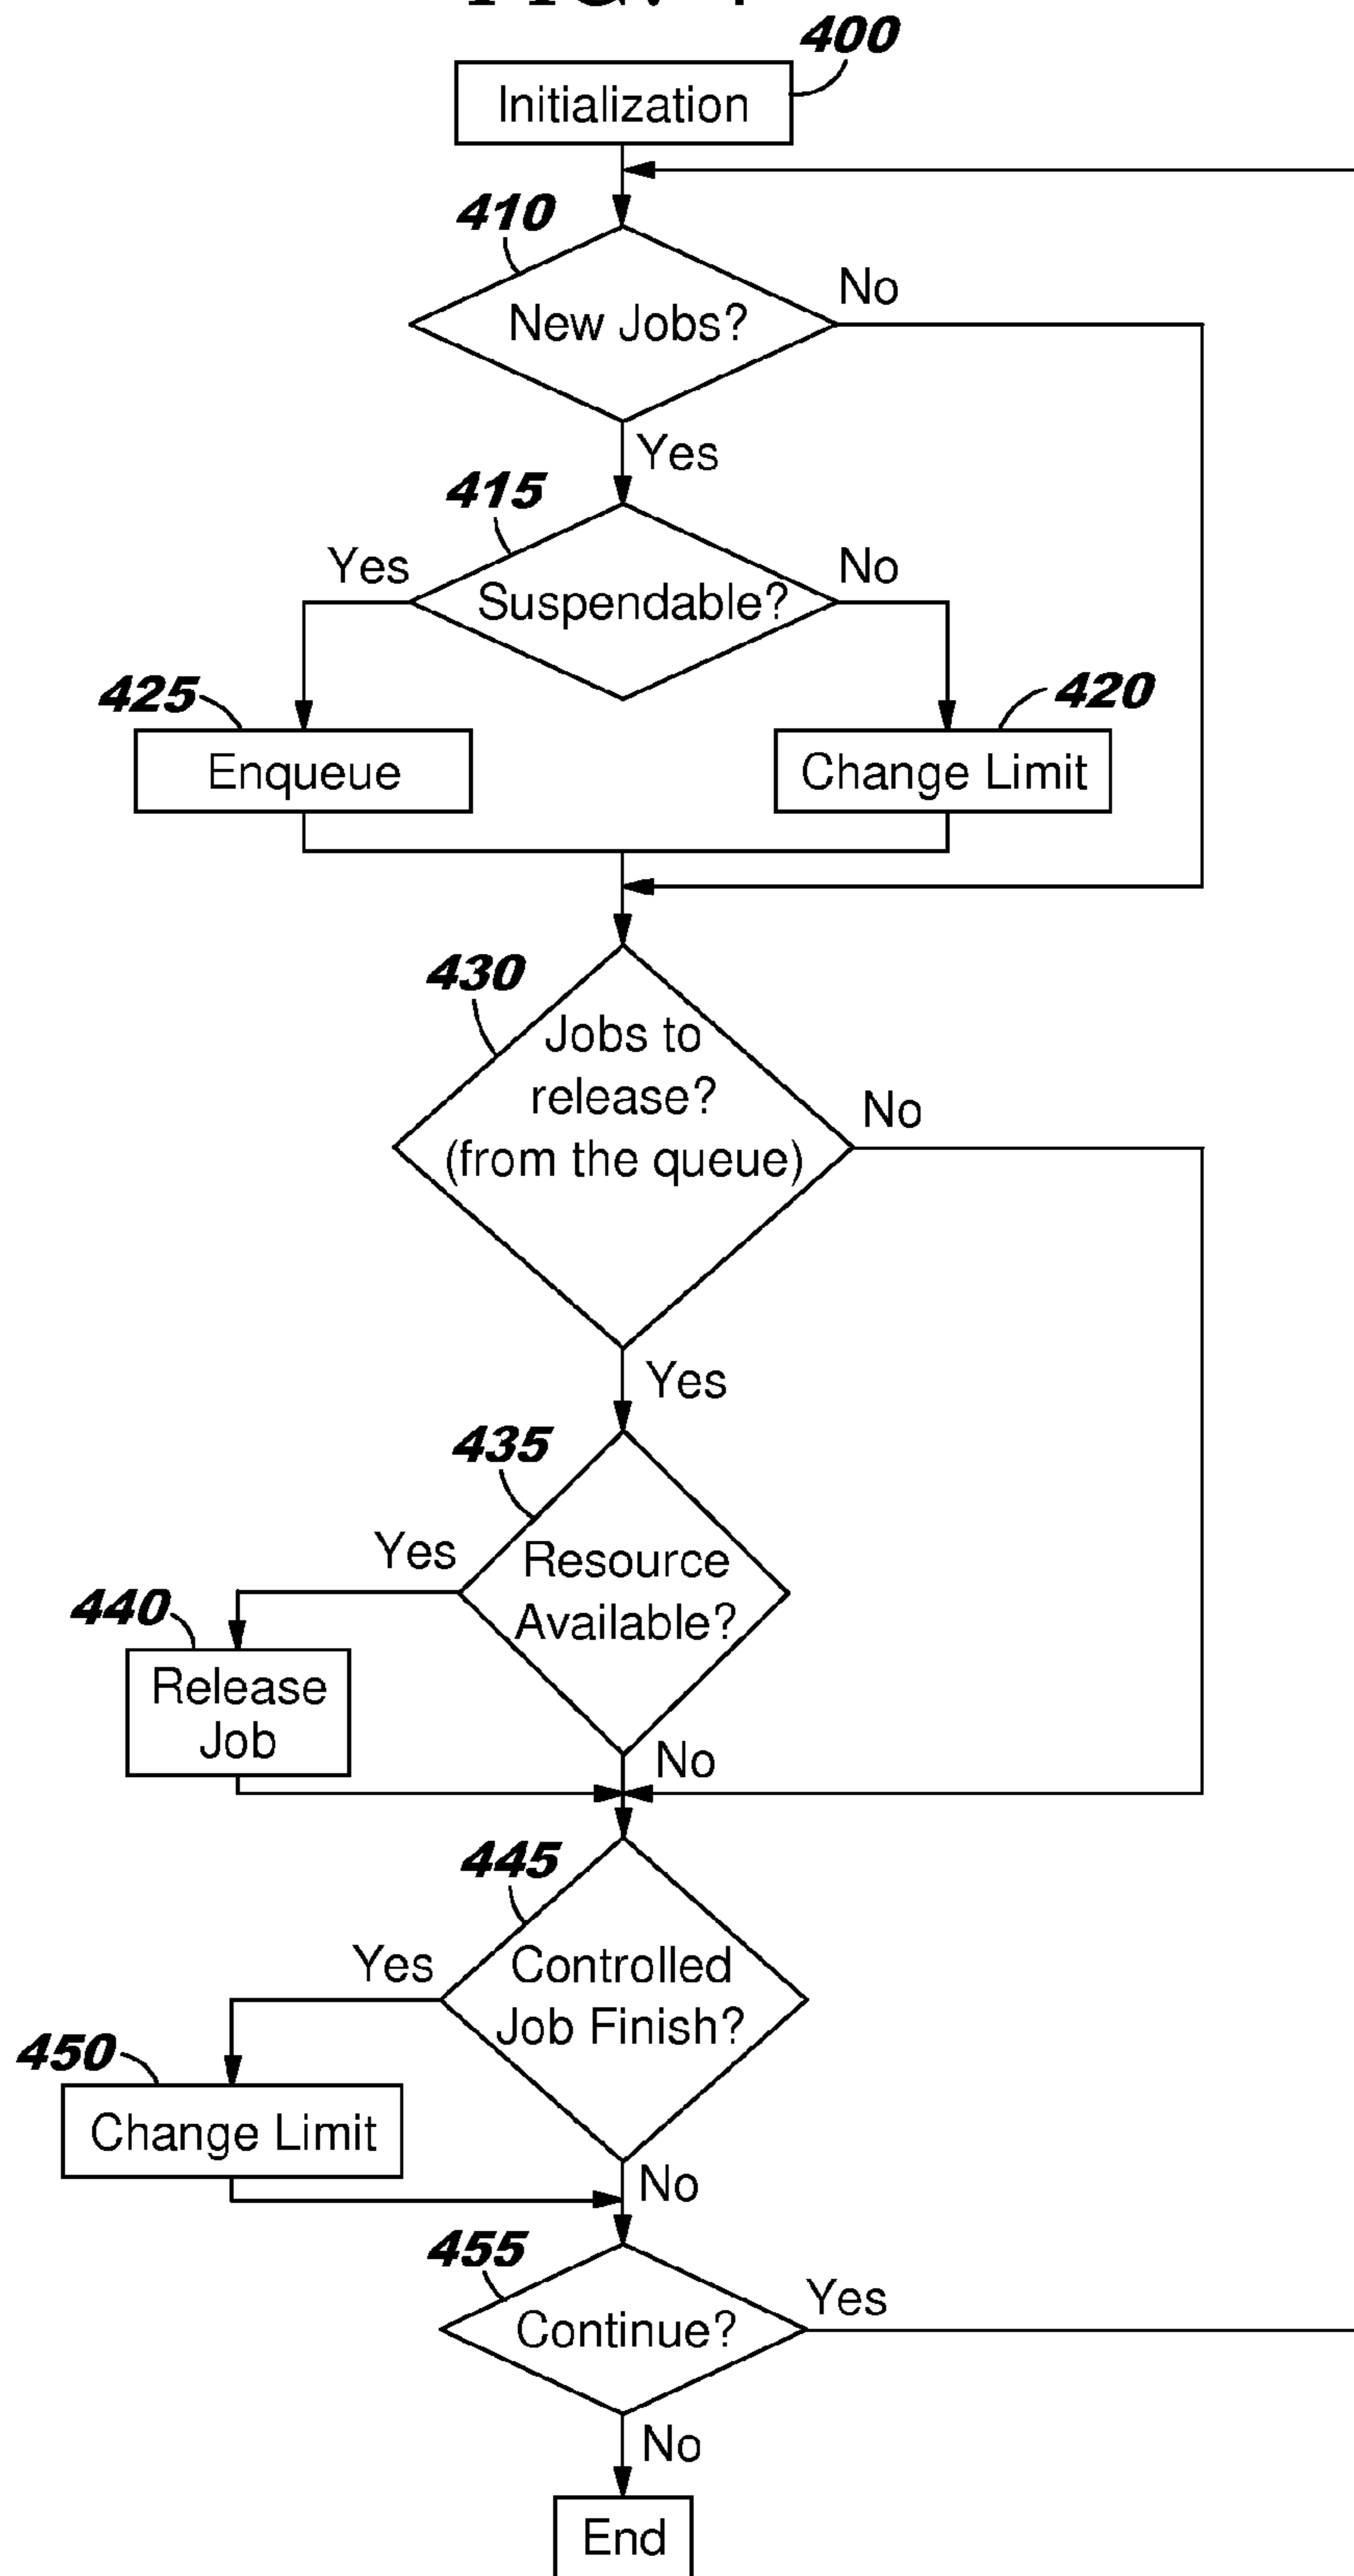 400
Initialization
410
New Jobs?
No
Yes
415
Suspendable?
Yes
No
425
Enqueue
420
Change Limit
430
Jobs to
release?
(from the queue)
No
Yes
435
Resource
Available?
Yes
440
Release
Job
No
445
Controlled
Job Finish?
Yes
450
Change Limit
No
455
Continue?
Yes
No
End